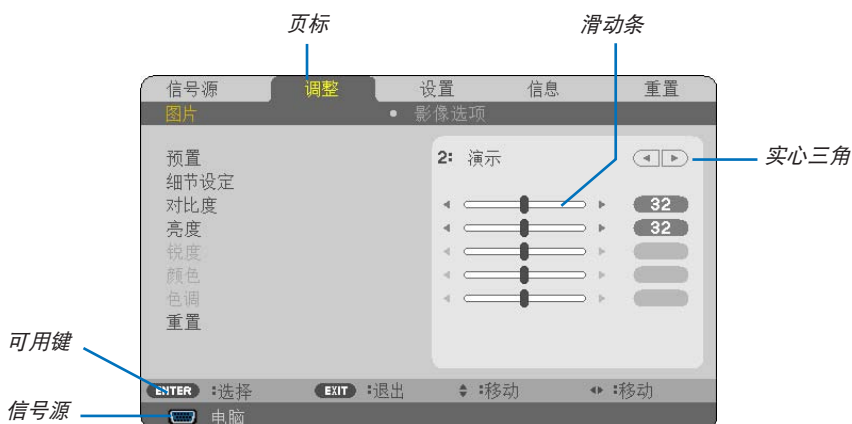 页标 滑动条
信号源 调整 设置 信息 重置
图片 • 影像选项
预置 2: 演示 实心三角
细节设定
对比度 32
亮度 32
锐度
颜色
色调
重置
可用键
ENTER :选择 EXIT :退出 :移动 :移动
信号源 电脑